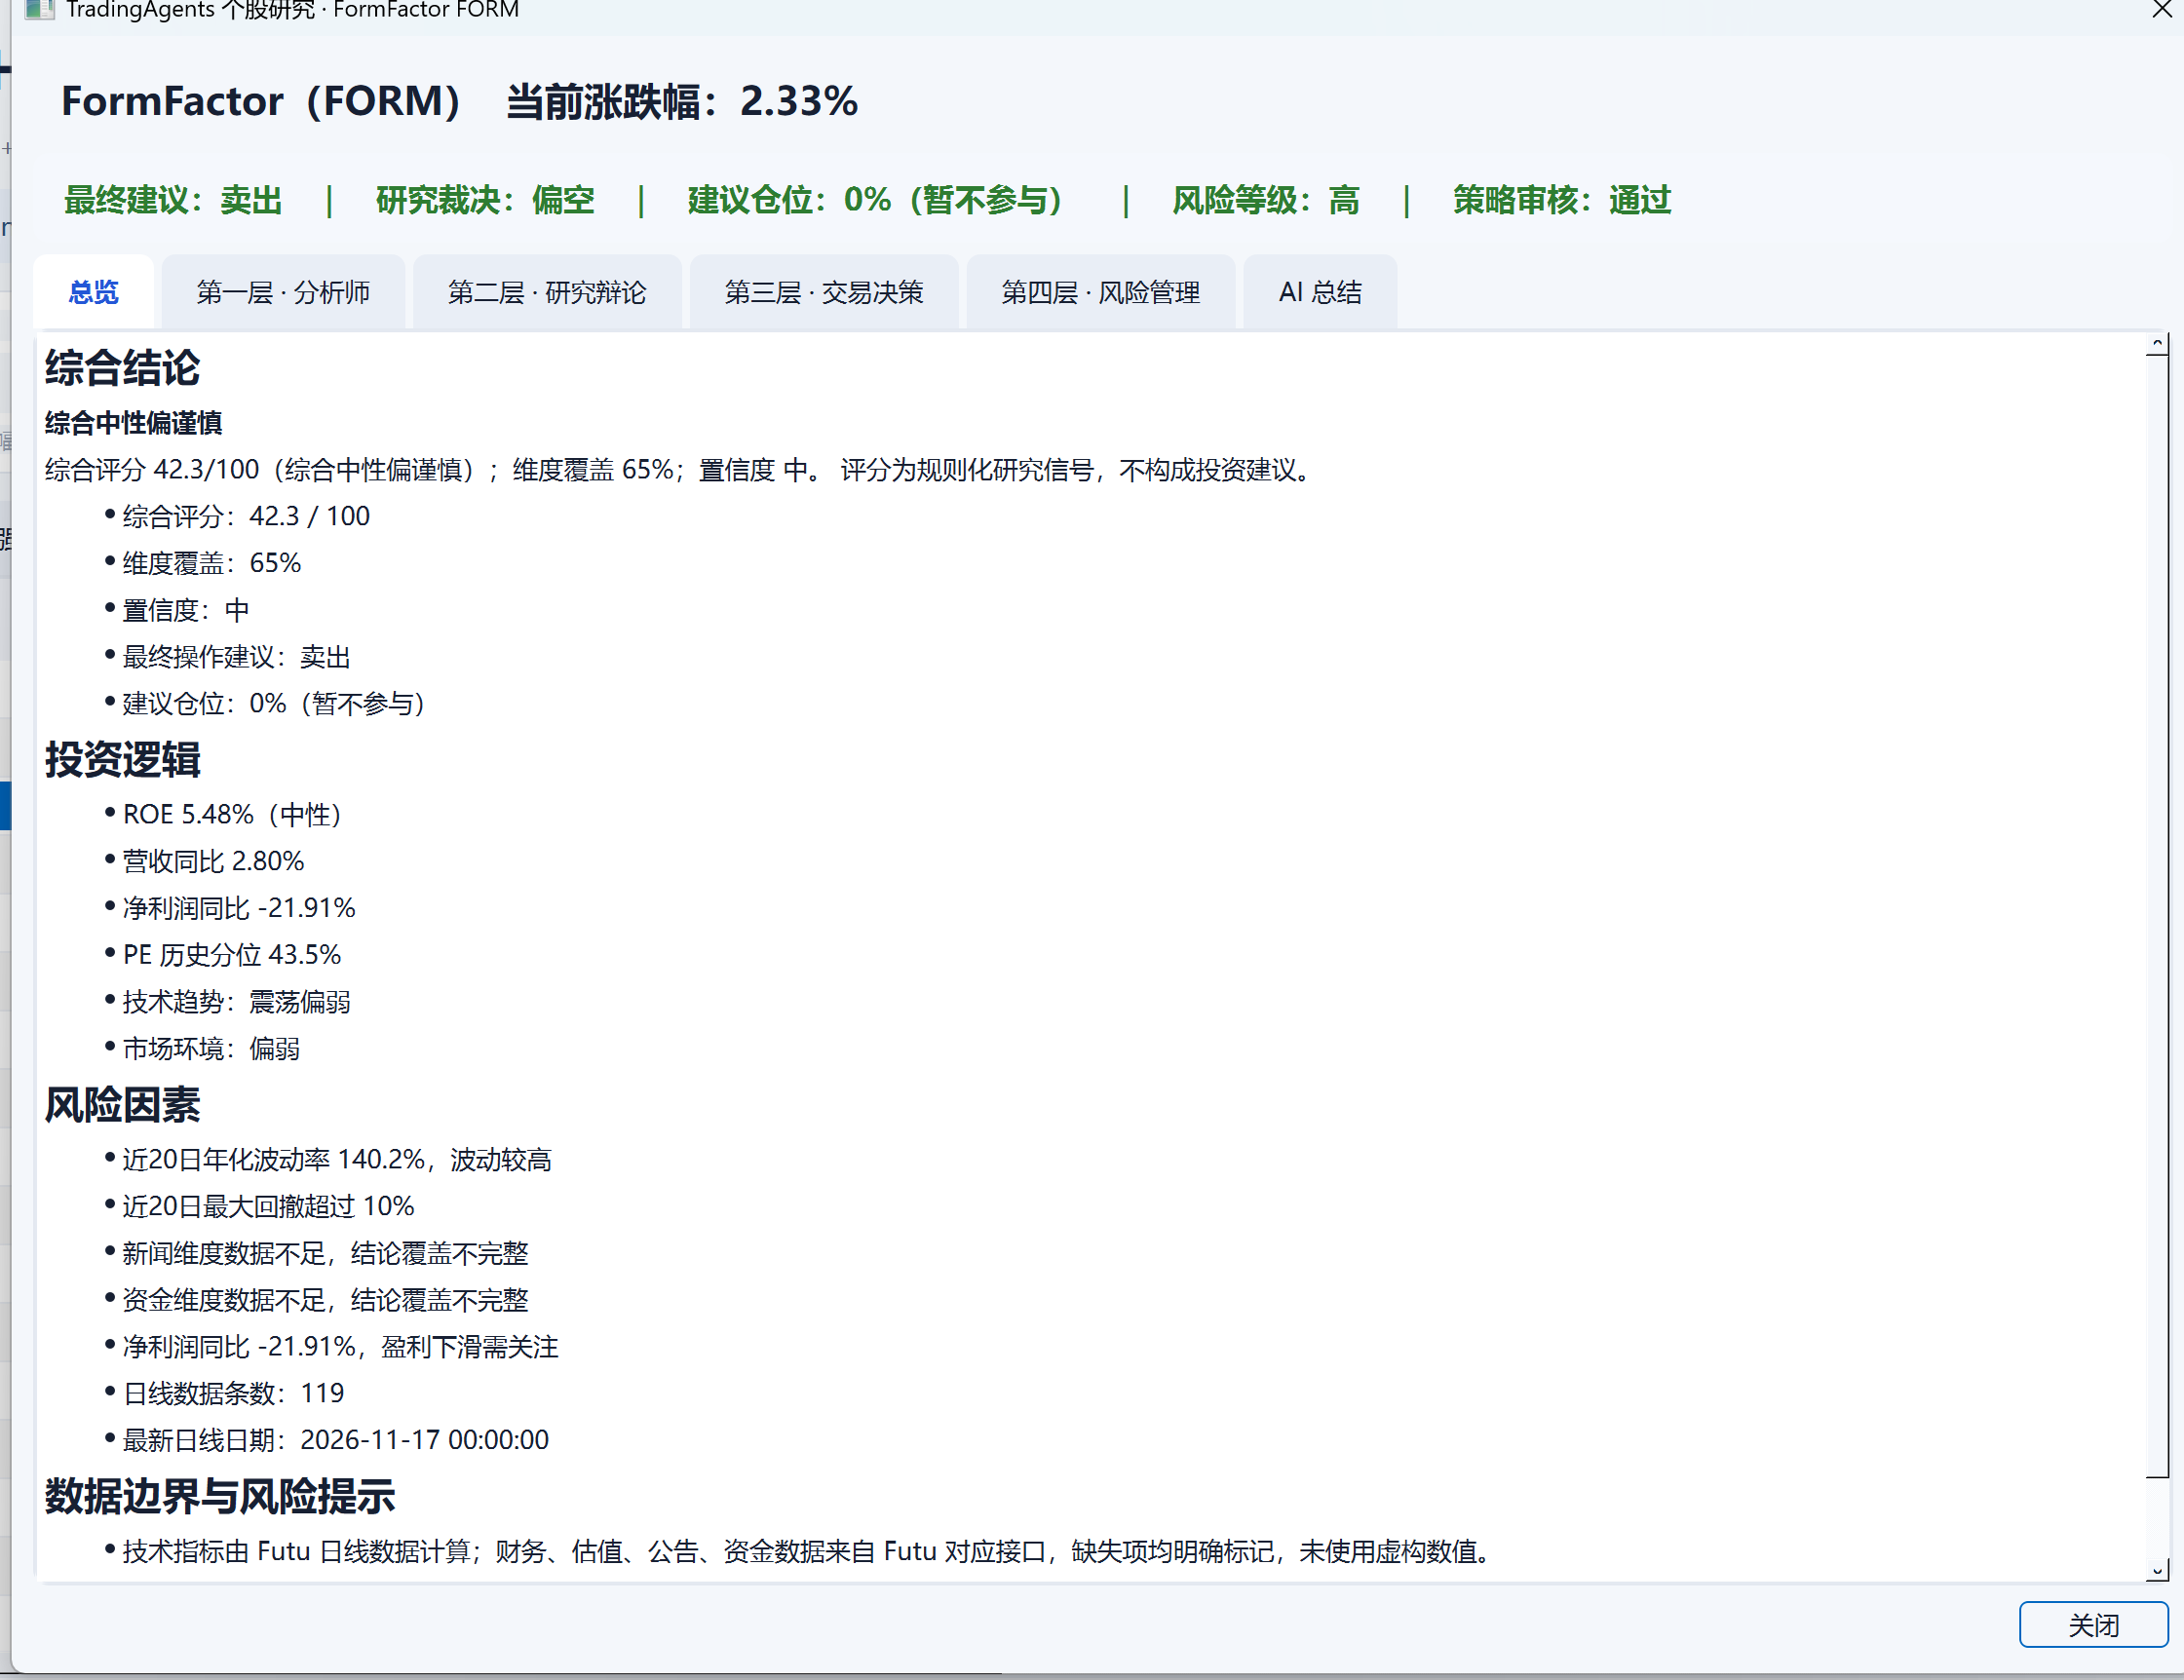 TradingAgents 个股研究 · FormFactor FORM
FormFactor（FORM） 当前涨跌幅：2.33%
最终建议：卖出 | 研究裁决：偏空 | 建议仓位：0%（暂不参与） | 风险等级：高 | 策略审核：通过
总览 第一层 · 分析师 第二层 · 研究辩论 第三层 · 交易决策 第四层 · 风险管理 AI 总结
综合结论
综合中性偏谨慎
综合评分 42.3/100（综合中性偏谨慎）；维度覆盖 65%；置信度 中。 评分为规则化研究信号，不构成投资建议。
• 综合评分：42.3 / 100
• 维度覆盖：65%
• 置信度：中
• 最终操作建议：卖出
• 建议仓位：0%（暂不参与）
投资逻辑
• ROE 5.48%（中性）
• 营收同比 2.80%
• 净利润同比 -21.91%
• PE 历史分位 43.5%
• 技术趋势：震荡偏弱
• 市场环境：偏弱
风险因素
• 近20日年化波动率 140.2%，波动较高
• 近20日最大回撤超过 10%
• 新闻维度数据不足，结论覆盖不完整
• 资金维度数据不足，结论覆盖不完整
• 净利润同比 -21.91%，盈利下滑需关注
• 日线数据条数：119
• 最新日线日期：2026-11-17 00:00:00
数据边界与风险提示
• 技术指标由 Futu 日线数据计算；财务、估值、公告、资金数据来自 Futu 对应接口，缺失项均明确标记，未使用虚构数值。
关闭